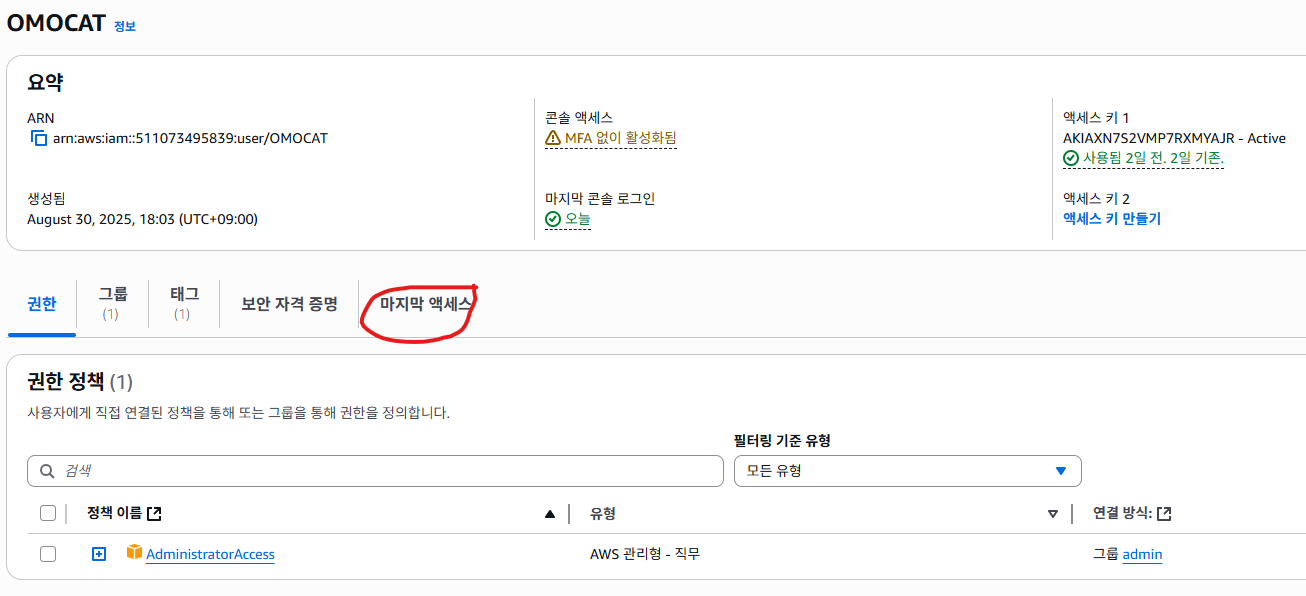 OMOCAT 정보
요약
ARN
arn:aws:iam::511073495839:user/OMOCAT
생성됨
August 30, 2025, 18:03 (UTC+09:00)
콘솔 액세스
MFA 없이 활성화됨
마지막 콘솔 로그인
오늘
액세스 키 1
AKIAXN7S2VMP7RXMYAJR - Active
사용됨 2일 전. 2일 기존.
액세스 키 2
액세스 키 만들기
권한
그룹
(1)
태그
(1)
보안 자격 증명
마지막 액세스
권한 정책 (1)
사용자에게 직접 연결된 정책을 통해 또는 그룹을 통해 권한을 정의합니다.
필터링 기준 유형
검색
모든 유형
정책 이름
유형
연결 방식:
AdministratorAccess
AWS 관리형 - 직무
그룹 admin